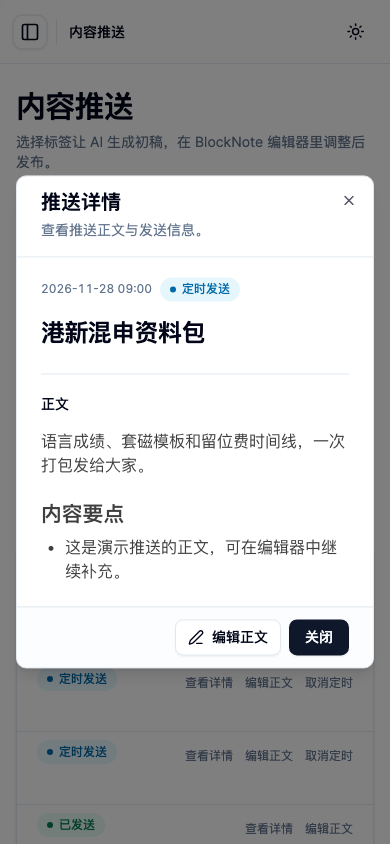 内容推送
内容推送
选择标签让 AI 生成初稿，在 BlockNote 编辑器里调整后
发布。
推送详情
查看推送正文与发送信息。
2026-11-28 09:00 定时发送
港新混申资料包
正文
语言成绩、套磁模板和留位费时间线，一次
打包发给大家。
内容要点
• 这是演示推送的正文，可在编辑器中继
续补充。
编辑正文 关闭
定时发送 查看详情 编辑正文 取消定时
定时发送 查看详情 编辑正文 取消定时
已发送 查看详情 编辑正文